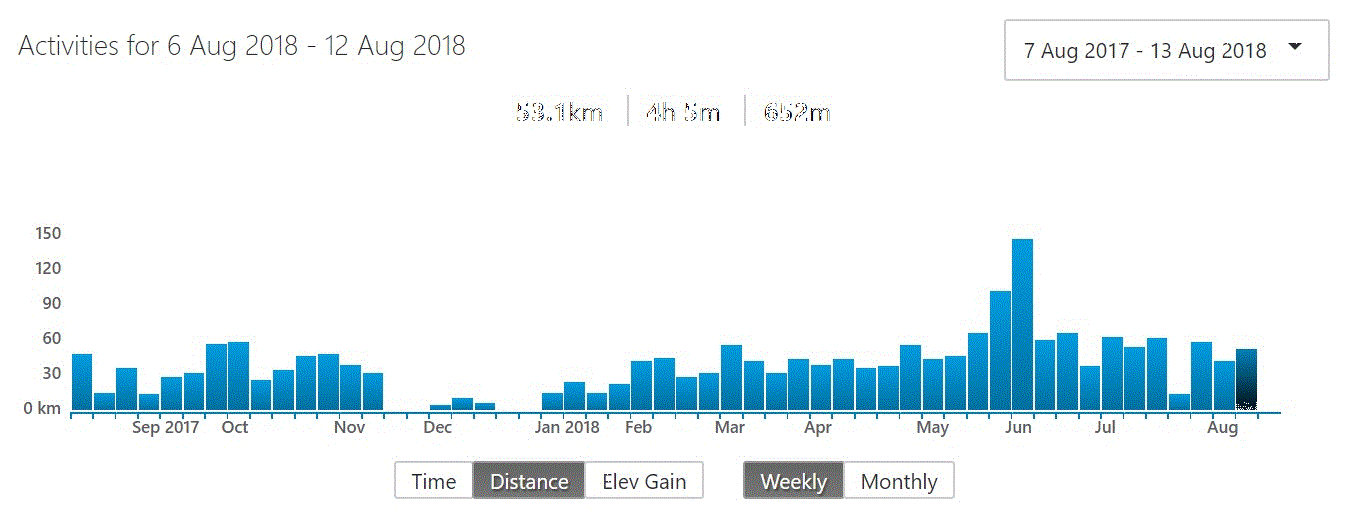 Activities for 6 Aug 2018 - 12 Aug 2018
7 Aug 2017 - 13 Aug 2018
53.1km 4h 5m 652m
150
120
90
60
30
0 km
Sep 2017 Oct Nov Dec Jan 2018 Feb Mar Apr May Jun Jul Aug
Time Distance Elev Gain Weekly Monthly